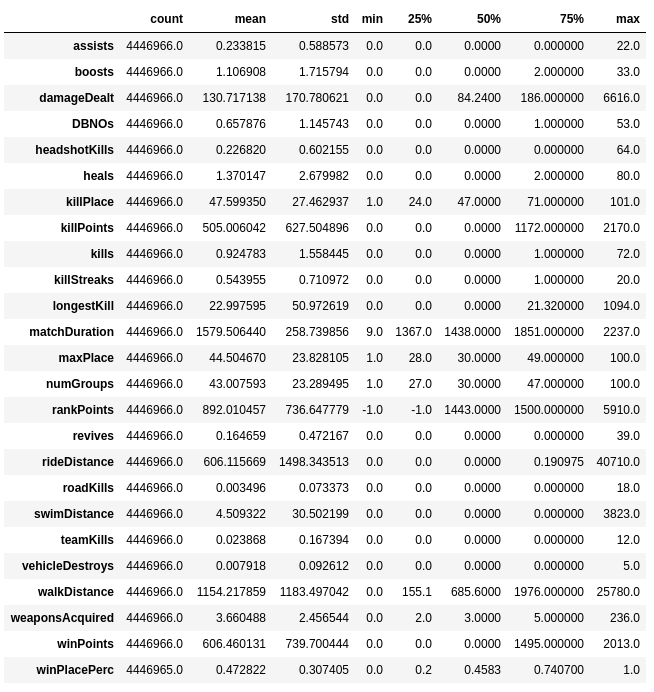 count mean std min 25% 50% 75% max
assists 4446966.0 0.233815 0.588573 0.0 0.0 0.0000 0.000000 22.0
boosts 4446966.0 1.106908 1.715794 0.0 0.0 0.0000 2.000000 33.0
damageDealt 4446966.0 130.717138 170.780621 0.0 0.0 84.2400 186.000000 6616.0
DBNOs 4446966.0 0.657876 1.145743 0.0 0.0 0.0000 1.000000 53.0
headshotKills 4446966.0 0.226820 0.602155 0.0 0.0 0.0000 0.000000 64.0
heals 4446966.0 1.370147 2.679982 0.0 0.0 0.0000 2.000000 80.0
killPlace 4446966.0 47.599350 27.462937 1.0 24.0 47.0000 71.000000 101.0
killPoints 4446966.0 505.006042 627.504896 0.0 0.0 0.0000 1172.000000 2170.0
kills 4446966.0 0.924783 1.558445 0.0 0.0 0.0000 1.000000 72.0
killStreaks 4446966.0 0.543955 0.710972 0.0 0.0 0.0000 1.000000 20.0
longestKill 4446966.0 22.997595 50.972619 0.0 0.0 0.0000 21.320000 1094.0
matchDuration 4446966.0 1579.506440 258.739856 9.0 1367.0 1438.0000 1851.000000 2237.0
maxPlace 4446966.0 44.504670 23.828105 1.0 28.0 30.0000 49.000000 100.0
numGroups 4446966.0 43.007593 23.289495 1.0 27.0 30.0000 47.000000 100.0
rankPoints 4446966.0 892.010457 736.647779 -1.0 -1.0 1443.0000 1500.000000 5910.0
revives 4446966.0 0.164659 0.472167 0.0 0.0 0.0000 0.000000 39.0
rideDistance 4446966.0 606.115669 1498.343513 0.0 0.0 0.0000 0.190975 40710.0
roadKills 4446966.0 0.003496 0.073373 0.0 0.0 0.0000 0.000000 18.0
swimDistance 4446966.0 4.509322 30.502199 0.0 0.0 0.0000 0.000000 3823.0
teamKills 4446966.0 0.023868 0.167394 0.0 0.0 0.0000 0.000000 12.0
vehicleDestroys 4446966.0 0.007918 0.092612 0.0 0.0 0.0000 0.000000 5.0
walkDistance 4446966.0 1154.217859 1183.497042 0.0 155.1 685.6000 1976.000000 25780.0
weaponsAcquired 4446966.0 3.660488 2.456544 0.0 2.0 3.0000 5.000000 236.0
winPoints 4446966.0 606.460131 739.700444 0.0 0.0 0.0000 1495.000000 2013.0
winPlacePerc 4446965.0 0.472822 0.307405 0.0 0.2 0.4583 0.740700 1.0